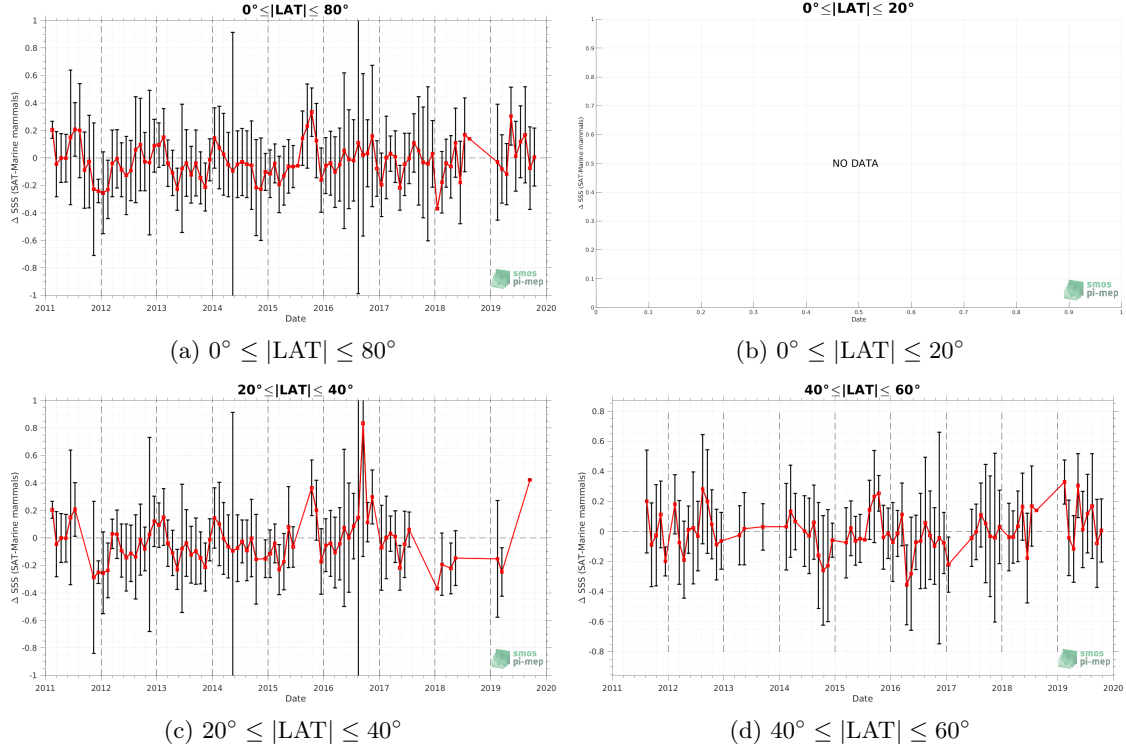 0°≤|LAT|≤ 80°
Δ SSS (SAT-Marine mammals)
1
0.8
0.6
0.4
0.2
0
-0.2
-0.4
-0.6
-0.8
-1
2011 2012 2013 2014 2015 2016 2017 2018 2019 2020
Date
smos
pi-mep
(a) 0° ≤ |LAT| ≤ 80°
0°≤|LAT|≤ 20°
Δ SSS (SAT-Marine mammals)
1
0.9
0.8
0.7
0.6
0.5
0.4
0.3
0.2
0.1
0
NO DATA
0 0.1 0.2 0.3 0.4 0.5 0.6 0.7 0.8 0.9 1
Date
smos
pi-mep
(b) 0° ≤ |LAT| ≤ 20°
20°≤|LAT|≤ 40°
Δ SSS (SAT-Marine mammals)
1
0.8
0.6
0.4
0.2
0
-0.2
-0.4
-0.6
-0.8
-1
2011 2012 2013 2014 2015 2016 2017 2018 2019 2020
Date
smos
pi-mep
(c) 20° ≤ |LAT| ≤ 40°
40°≤|LAT|≤ 60°
Δ SSS (SAT-Marine mammals)
0.8
0.6
0.4
0.2
0
-0.2
-0.4
-0.6
-0.8
2011 2012 2013 2014 2015 2016 2017 2018 2019 2020
Date
smos
pi-mep
(d) 40° ≤ |LAT| ≤ 60°